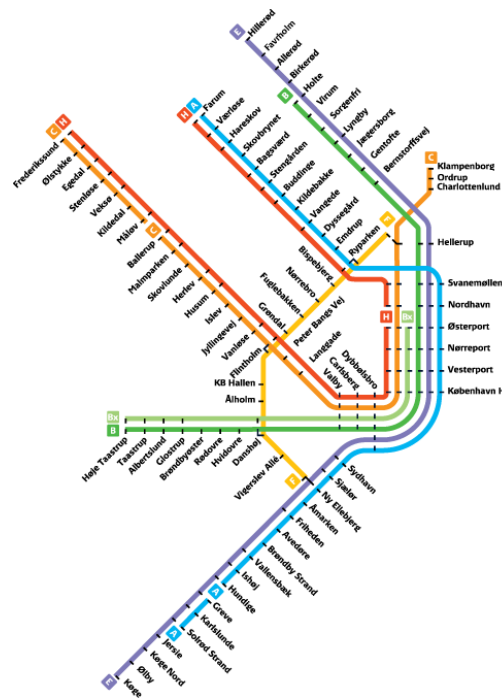 E
Hillerød
Favrholm
Allerød
Birkerød
Holte
Virum
Sorgenfri
Lyngby
Jægersborg
Gentofte
Bernstorffsvej
B
H
A
Farum
Værløse
Hareskov
Skovbrynet
Bagsværd
Stengården
Buddinge
Kildebakke
Vangede
Dyssegård
Emdrup
Ryparken
C
H
Frederikssund
Ølstykke
Egedal
Stenløse
Veksø
Kildedal
Måløv
C
Ballerup
Malmparken
Skovlunde
Herlev
Husum
Islev
Jyllingevej
Vanløse
Flintholm
C
Klampenborg
Ordrup
Charlottenlund
F
Hellerup
Bispebjerg
Nørrebro
Fuglebakken
Grøndal
Peter Bangs Vej
Langgade
Valby
Carlsberg
Dybbølsbro
Svanemøllen
Nordhavn
H
Bx
Østerport
Nørreport
Vesterport
København H
KB Hallen
Ålholm
Bx
B
Høje Taastrup
Taastrup
Albertslund
Glostrup
Brøndbyøster
Rødovre
Hvidovre
Danshøj
Vigerslev Allé
F
Sydhavn
Sjælør
Ny Ellebjerg
Åmarken
Friheden
Avedøre
Brøndby Strand
Vallensbæk
Ishøj
Hundige
A
Greve
Karlslunde
Solrød Strand
A
Jersie
Køge Nord
Ølby
Køge
E